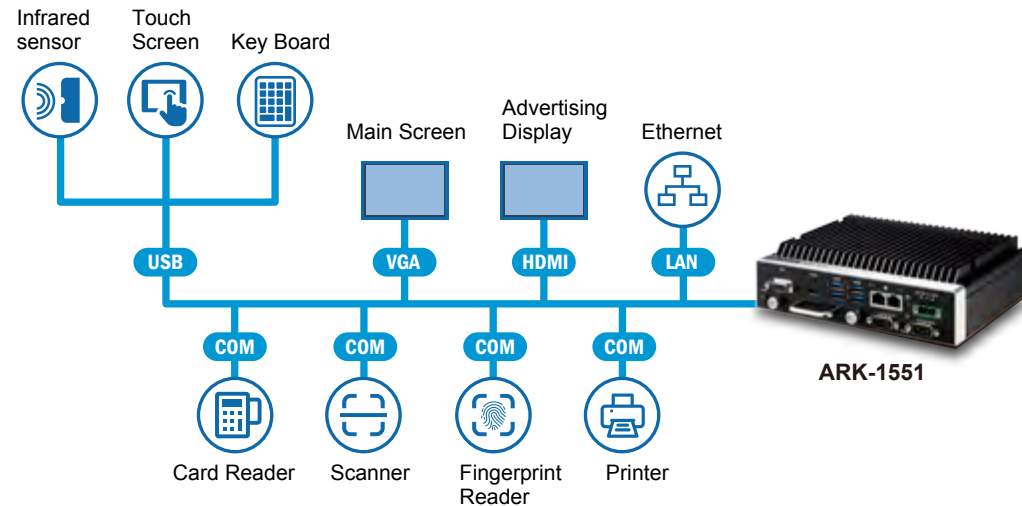 Infrared
sensor
Touch
Screen
Key Board
Main Screen
Advertising
Display
Ethernet
USB
VGA
HDMI
LAN
COM
COM
COM
COM
ARK-1551
Card Reader
Scanner
Fingerprint
Reader
Printer